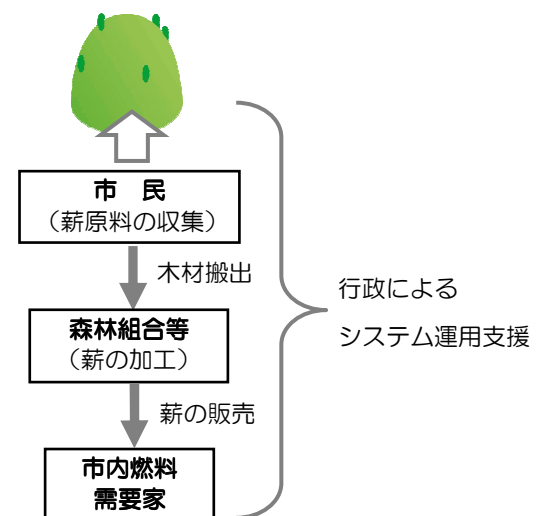 市　民
（薪原料の収集）
木材搬出
森林組合等
（薪の加工）
薪の販売
市内燃料
需要家
行政による
システム運用支援